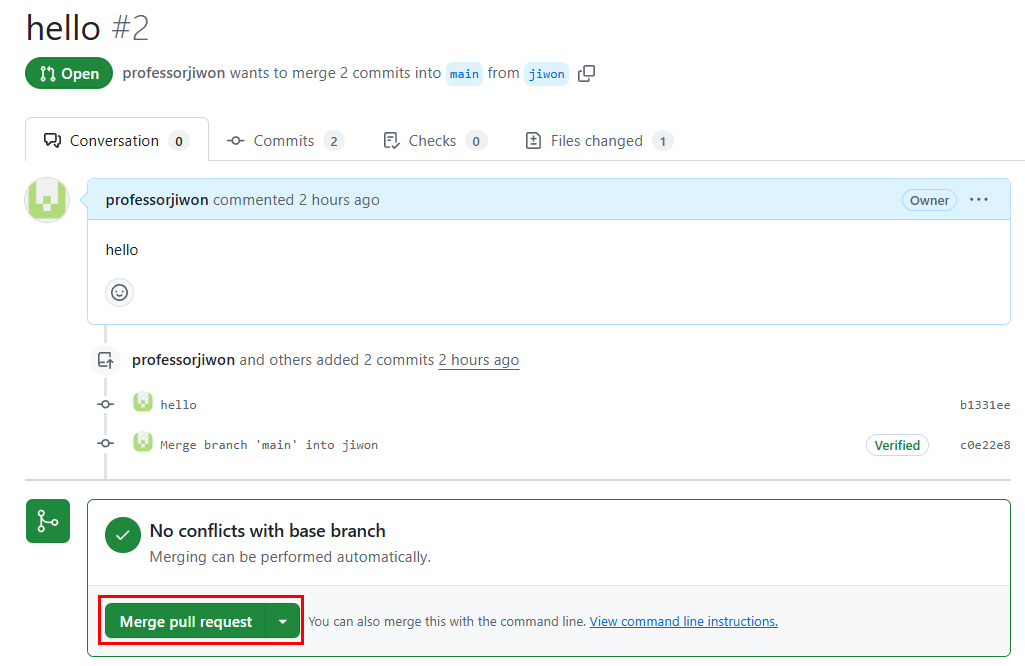 hello #2
Open professorjiwon wants to merge 2 commits into main from jiwon
Conversation 0 Commits 2 Checks 0 Files changed 1
professorjiwon commented 2 hours ago Owner ...
hello
professorjiwon and others added 2 commits 2 hours ago
hello b1331ee
Merge branch 'main' into jiwon Verified c0e22e8
No conflicts with base branch
Merging can be performed automatically.
Merge pull request You can also merge this with the command line. View command line instructions.